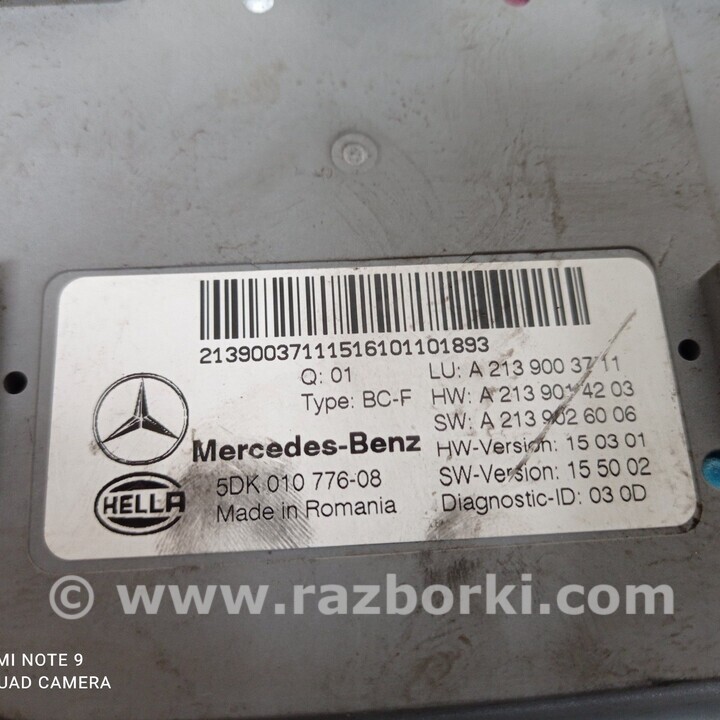 21390037111516101101893
Q: 01
Type: BC-F
LU: A 213 900 37 11
HW: A 213 901 42 03
SW: A 213 902 60 06
Mercedes-Benz
HW-Version: 15 03 01
5DK 010 776-08
SW-Version: 15 50 02
HELLA
Made in Romania
Diagnostic-ID: 03 0D
© www.razborki.com
MI NOTE 9
QUAD CAMERA